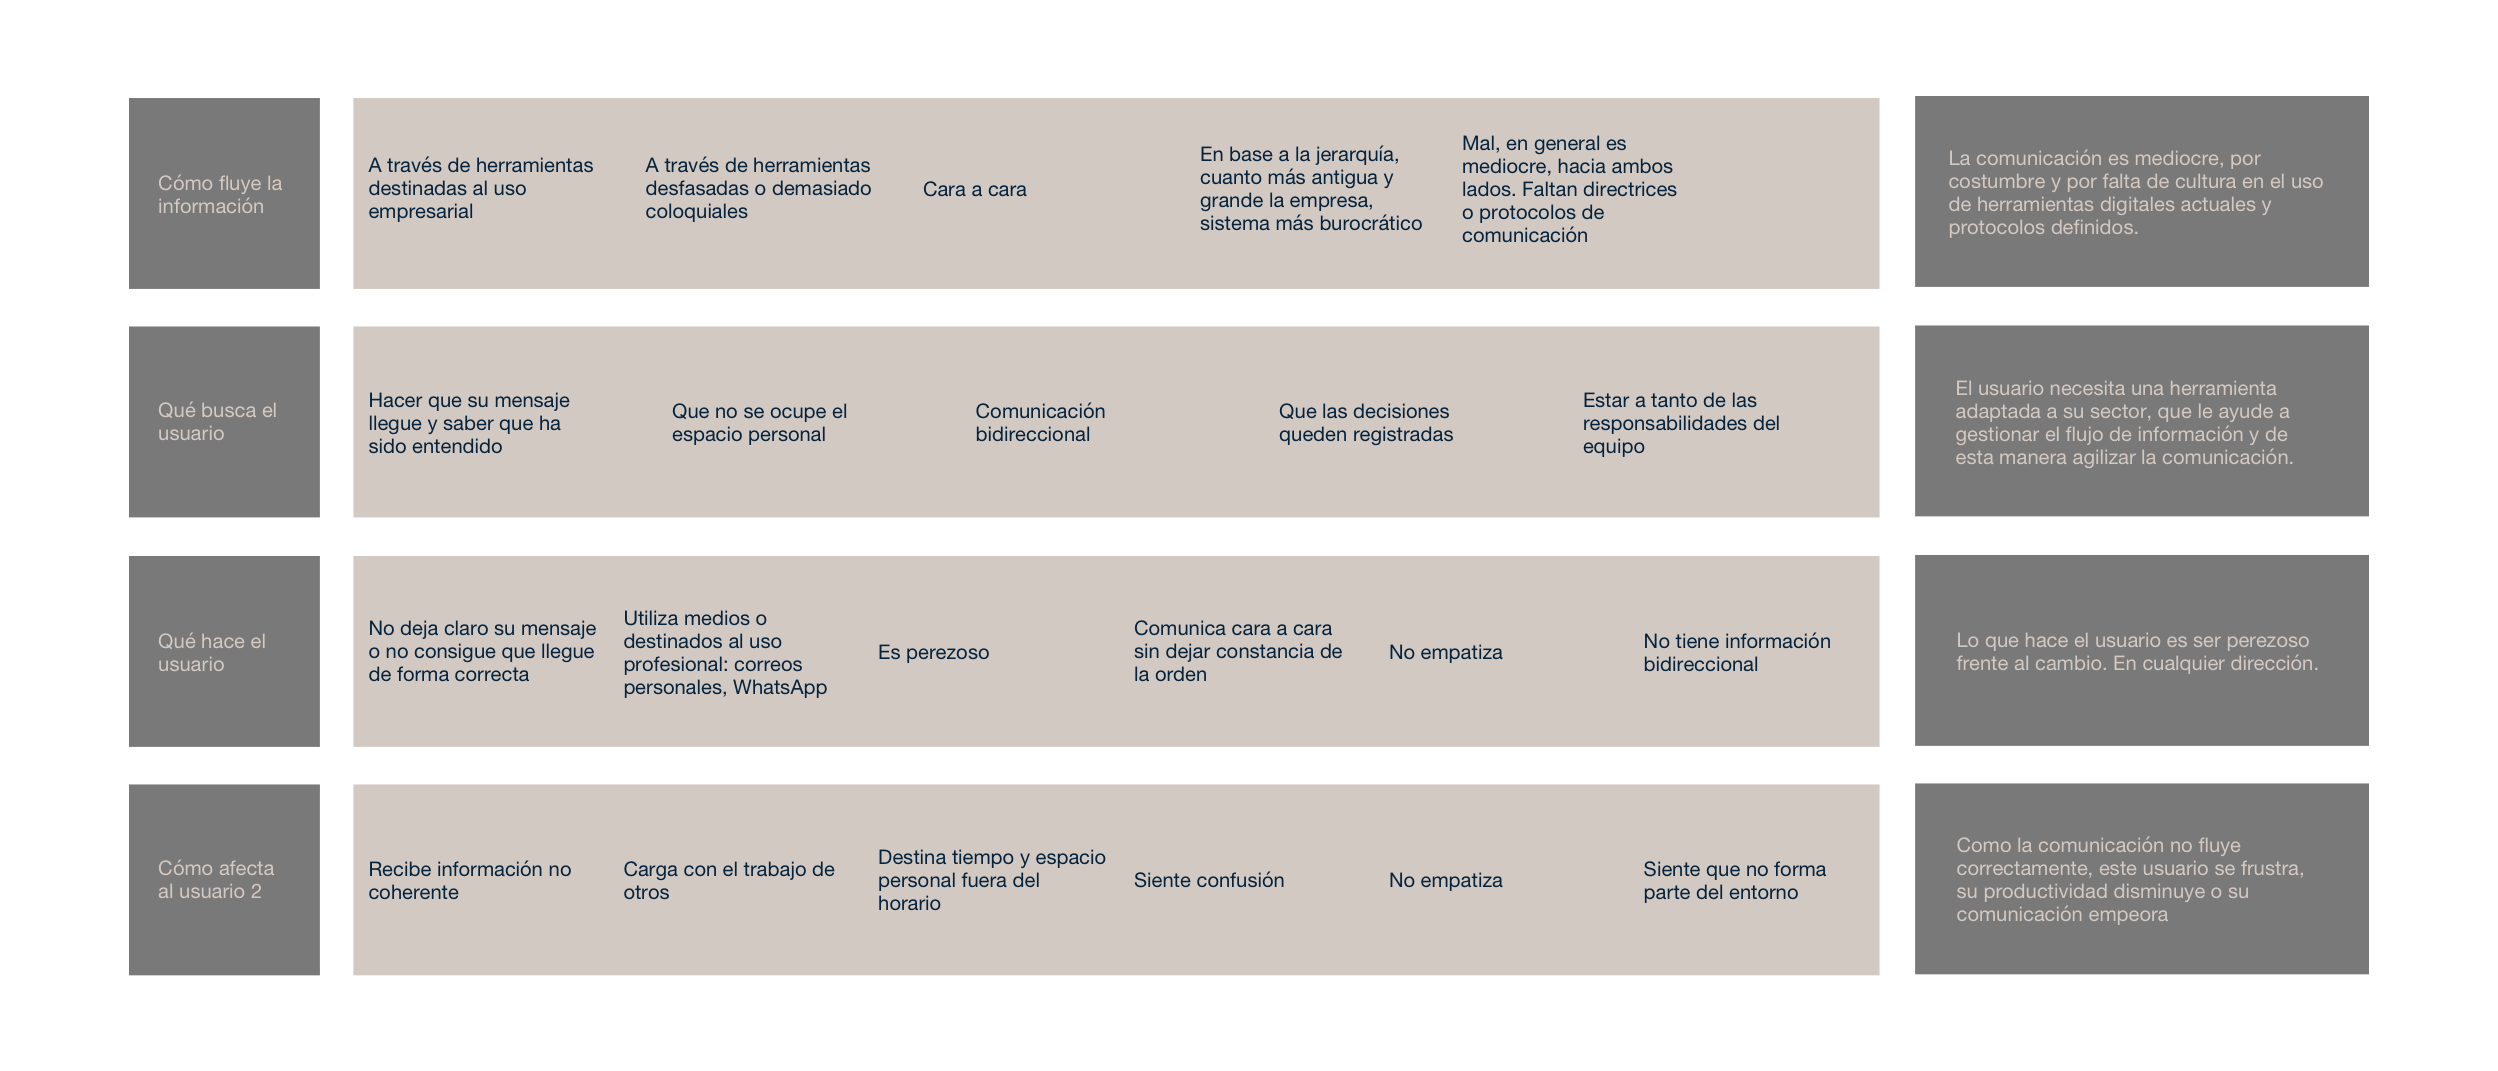 Cómo fluye la
información
A través de herramientas
destinadas al uso
empresarial
A través de herramientas
desfasadas o demasiado
coloquiales
Cara a cara
En base a la jerarquía,
cuanto más antigua y
grande la empresa,
sistema más burocrático
Mal, en general es
mediocre, hacia ambos
lados. Faltan directrices
o protocolos de
comunicación
La comunicación es mediocre, por
costumbre y por falta de cultura en el uso
de herramientas digitales actuales y
protocolos definidos.
Qué busca el
usuario
Hacer que su mensaje
llegue y saber que ha
sido entendido
Que no se ocupe el
espacio personal
Comunicación
bidireccional
Que las decisiones
queden registradas
Estar a tanto de las
responsabilidades del
equipo
El usuario necesita una herramienta
adaptada a su sector, que le ayude a
gestionar el flujo de información y de
esta manera agilizar la comunicación.
Qué hace el
usuario
No deja claro su mensaje
o no consigue que llegue
de forma correcta
Utiliza medios o
destinados al uso
profesional: correos
personales, WhatsApp
Es perezoso
Comunica cara a cara
sin dejar constancia de
la orden
No empatiza
No tiene información
bidireccional
Lo que hace el usuario es ser perezoso
frente al cambio. En cualquier dirección.
Cómo afecta
al usuario 2
Recibe información no
coherente
Carga con el trabajo de
otros
Destina tiempo y espacio
personal fuera del
horario
Siente confusión
No empatiza
Siente que no forma
parte del entorno
Como la comunicación no fluye
correctamente, este usuario se frustra,
su productividad disminuye o su
comunicación empeora